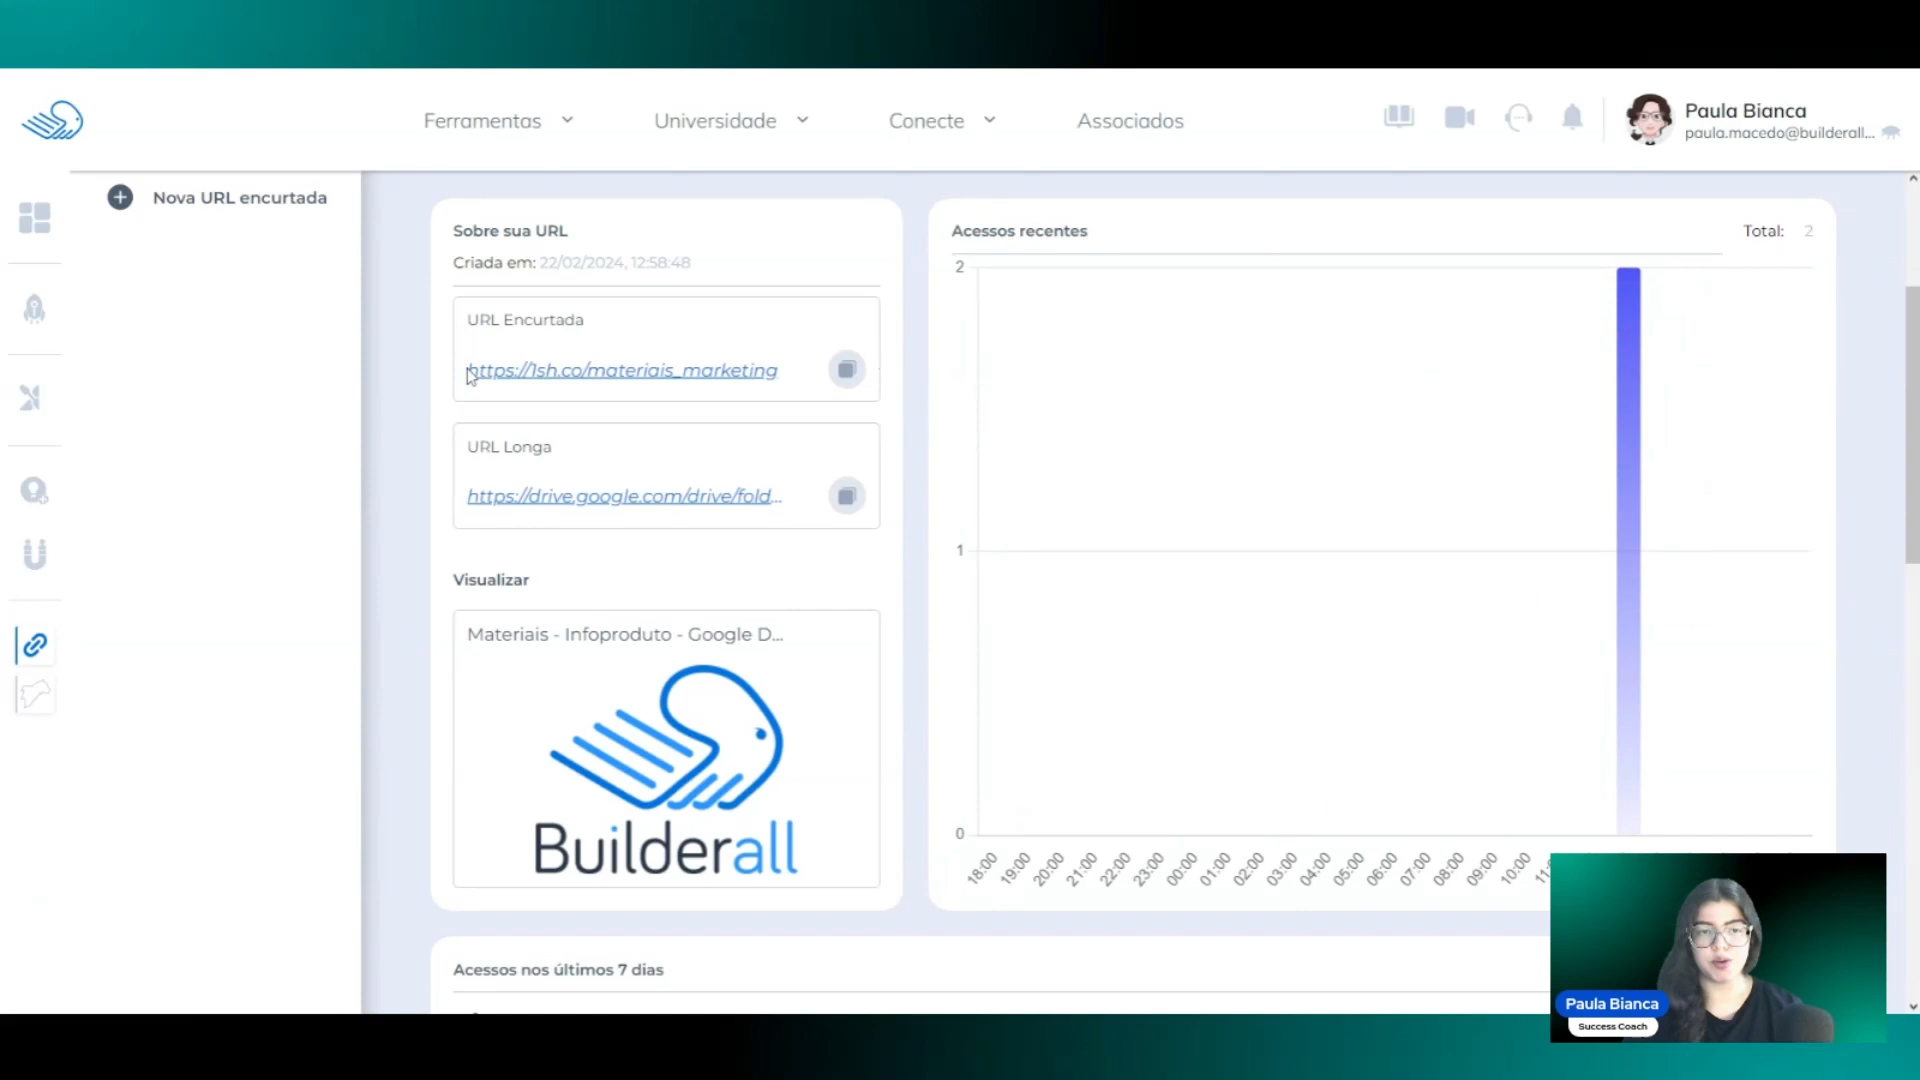 Ferramentas
Universidade
Conecte
Associados
Paula Bianca
paula.macedo@builderall...
Nova URL encurtada
Sobre sua URL
Criada em: 22/02/2024, 12:58:48
URL Encurtada
https://1sh.co/materiais_marketing
URL Longa
https://drive.google.com/drive/fold...
Visualizar
Materiais - Infoproduto - Google D...
Builderall
Acessos recentes
Total: 2
2
1
0
18:00
19:00
20:00
21:00
22:00
23:00
00:00
01:00
02:00
03:00
04:00
05:00
06:00
07:00
08:00
09:00
10:00
Acessos nos últimos 7 dias
Paula Bianca
Success Coach